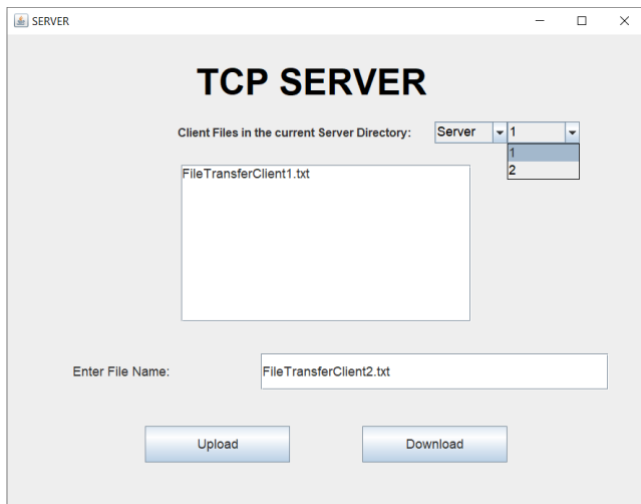 SERVER
TCP SERVER
Client Files in the current Server Directory: Server 1
1
2
FileTransferClient1.txt
Enter File Name: FileTransferClient2.txt
Upload Download